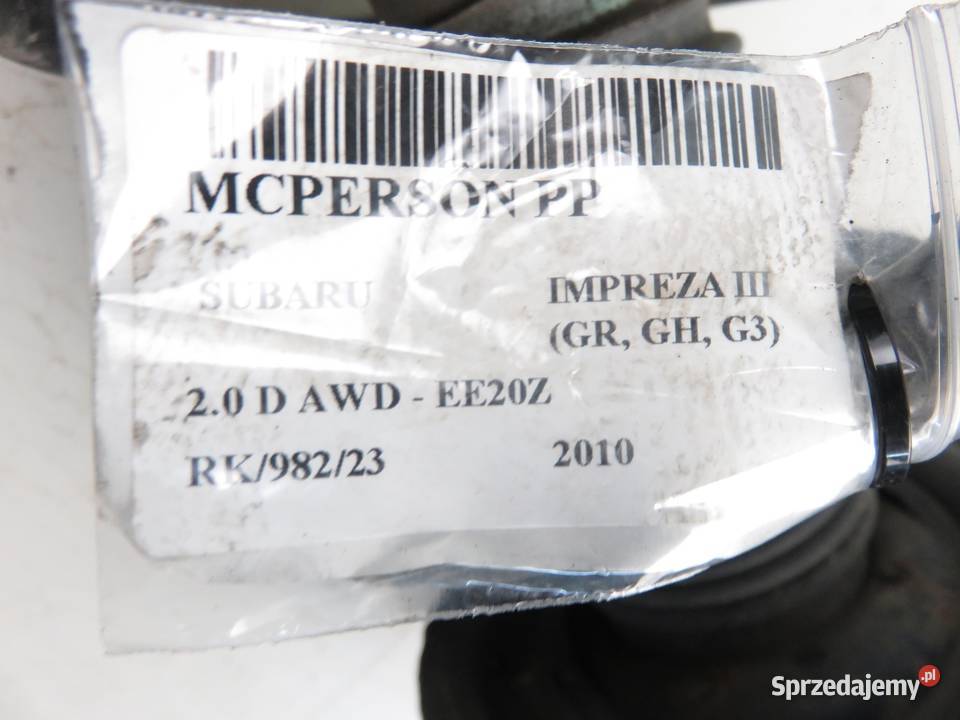 MCPERSON PP
SUBARU IMPREZA III
(GR, GH, G3)
2.0 D AWD - EE20Z
RK/982/23 2010
Sprzedajemy.pl